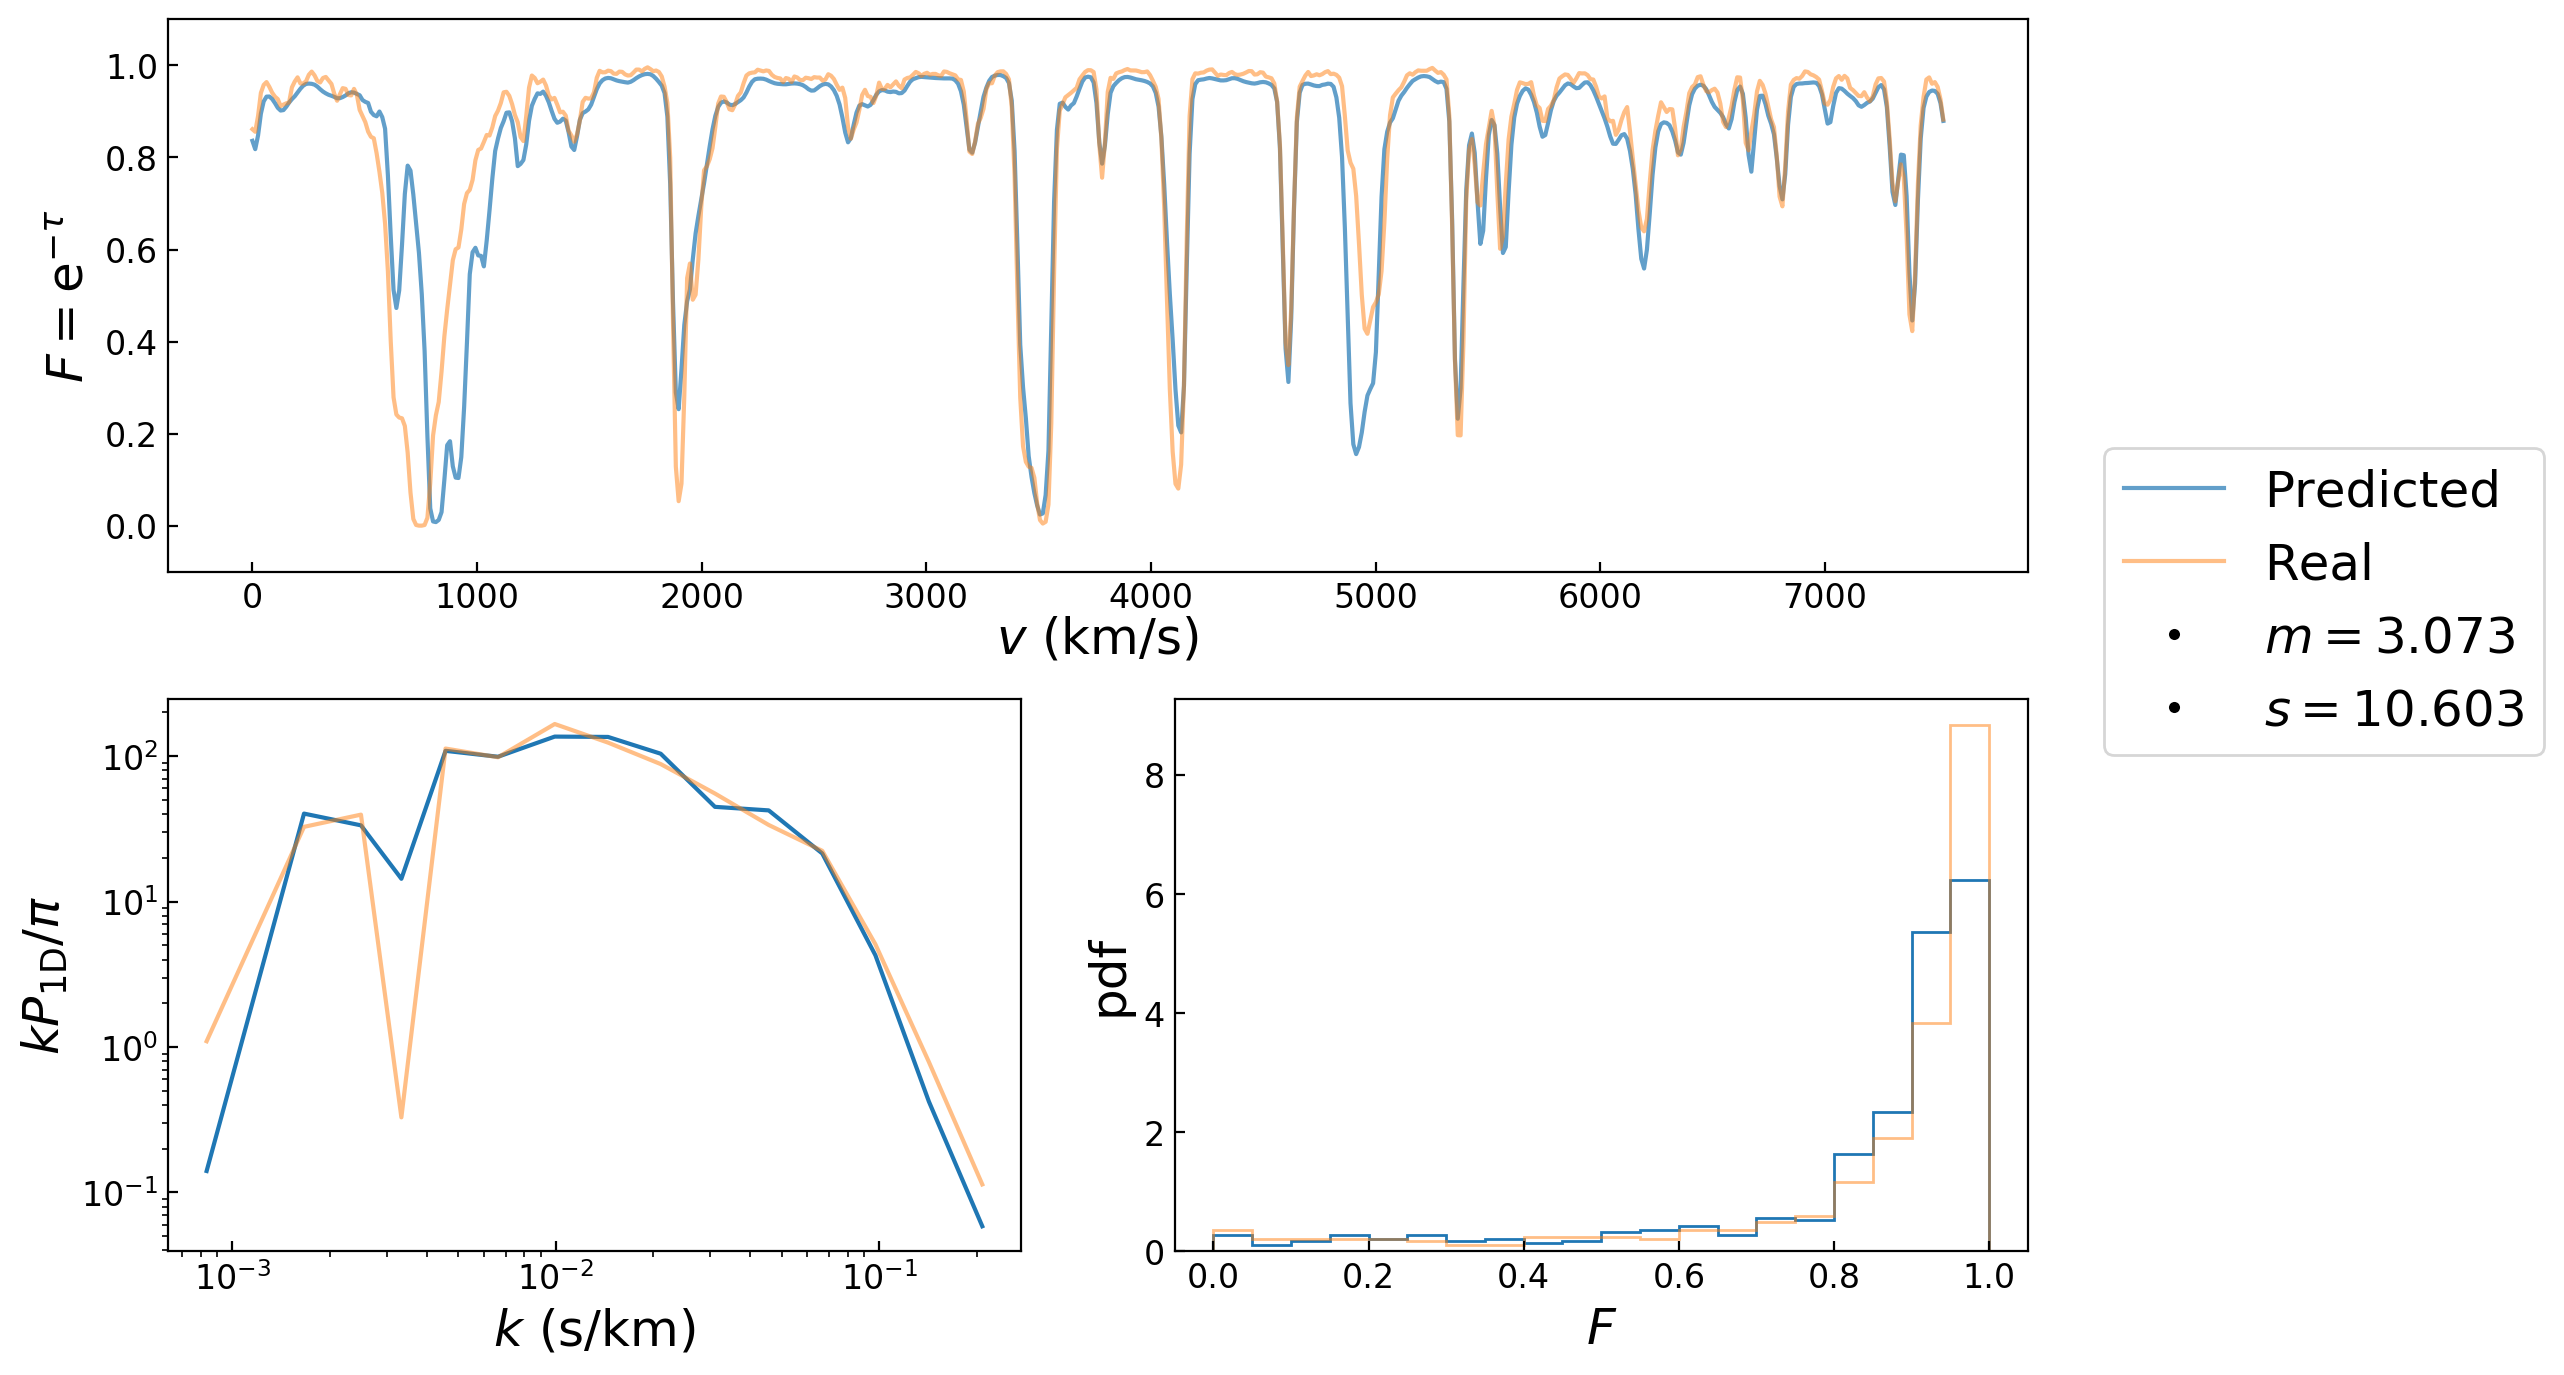 1.0
0.8
0.6
0.4
0.2
0.0
F = e^{-τ}
0 1000 2000 3000 4000 5000 6000 7000
v (km/s)
Predicted
Real
m = 3.073
s = 10.603
10^2
10^1
10^0
10^{-1}
kP_{1D}/π
10^{-3} 10^{-2} 10^{-1}
k (s/km)
8
6
4
2
0
pdf
0.0 0.2 0.4 0.6 0.8 1.0
F